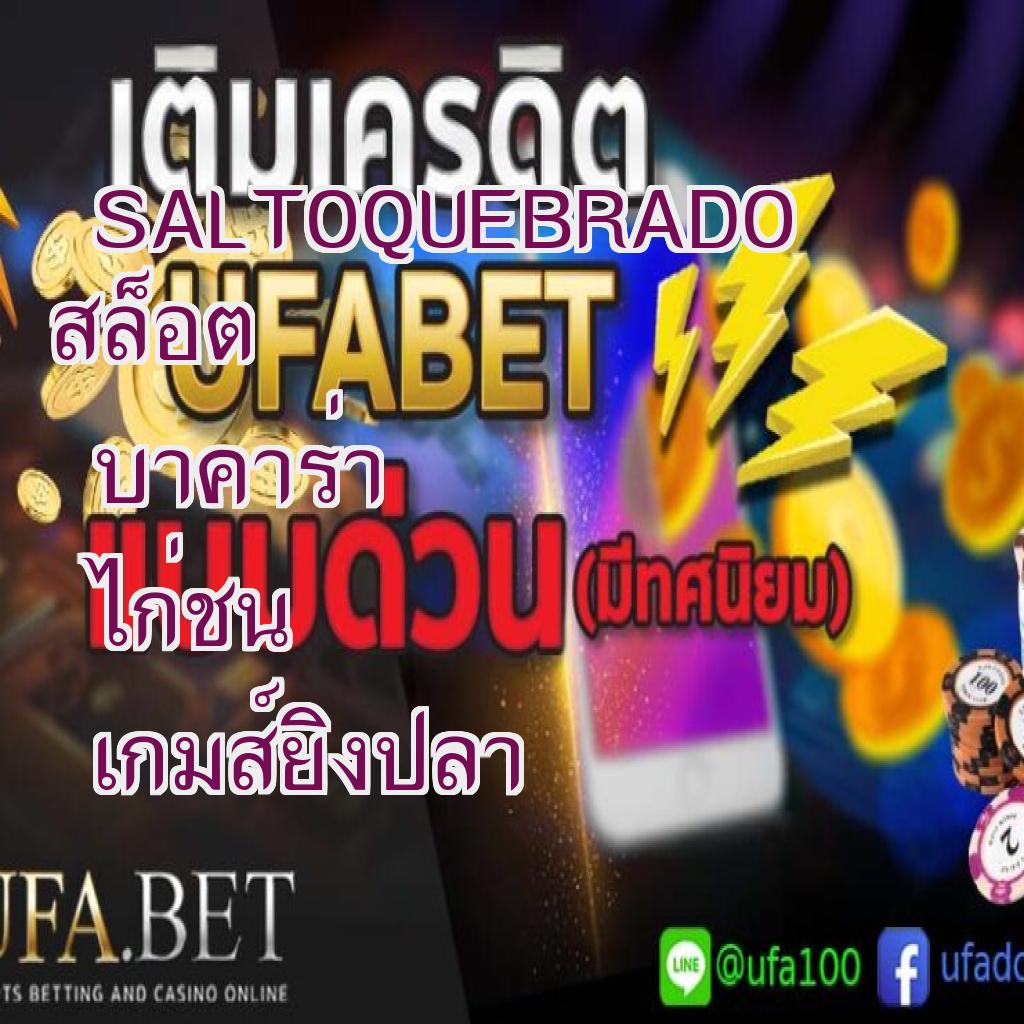 เติมเครดิต
SALTOQUEBRADO
สล็อต
UFABET
บาคาร่า
แบบด่วน (มีทศนิยม)
ไก่ชน
เกมส์ยิงปลา
UFA.BET
TS BETTING AND CASINO ONLINE
@ufa100
100